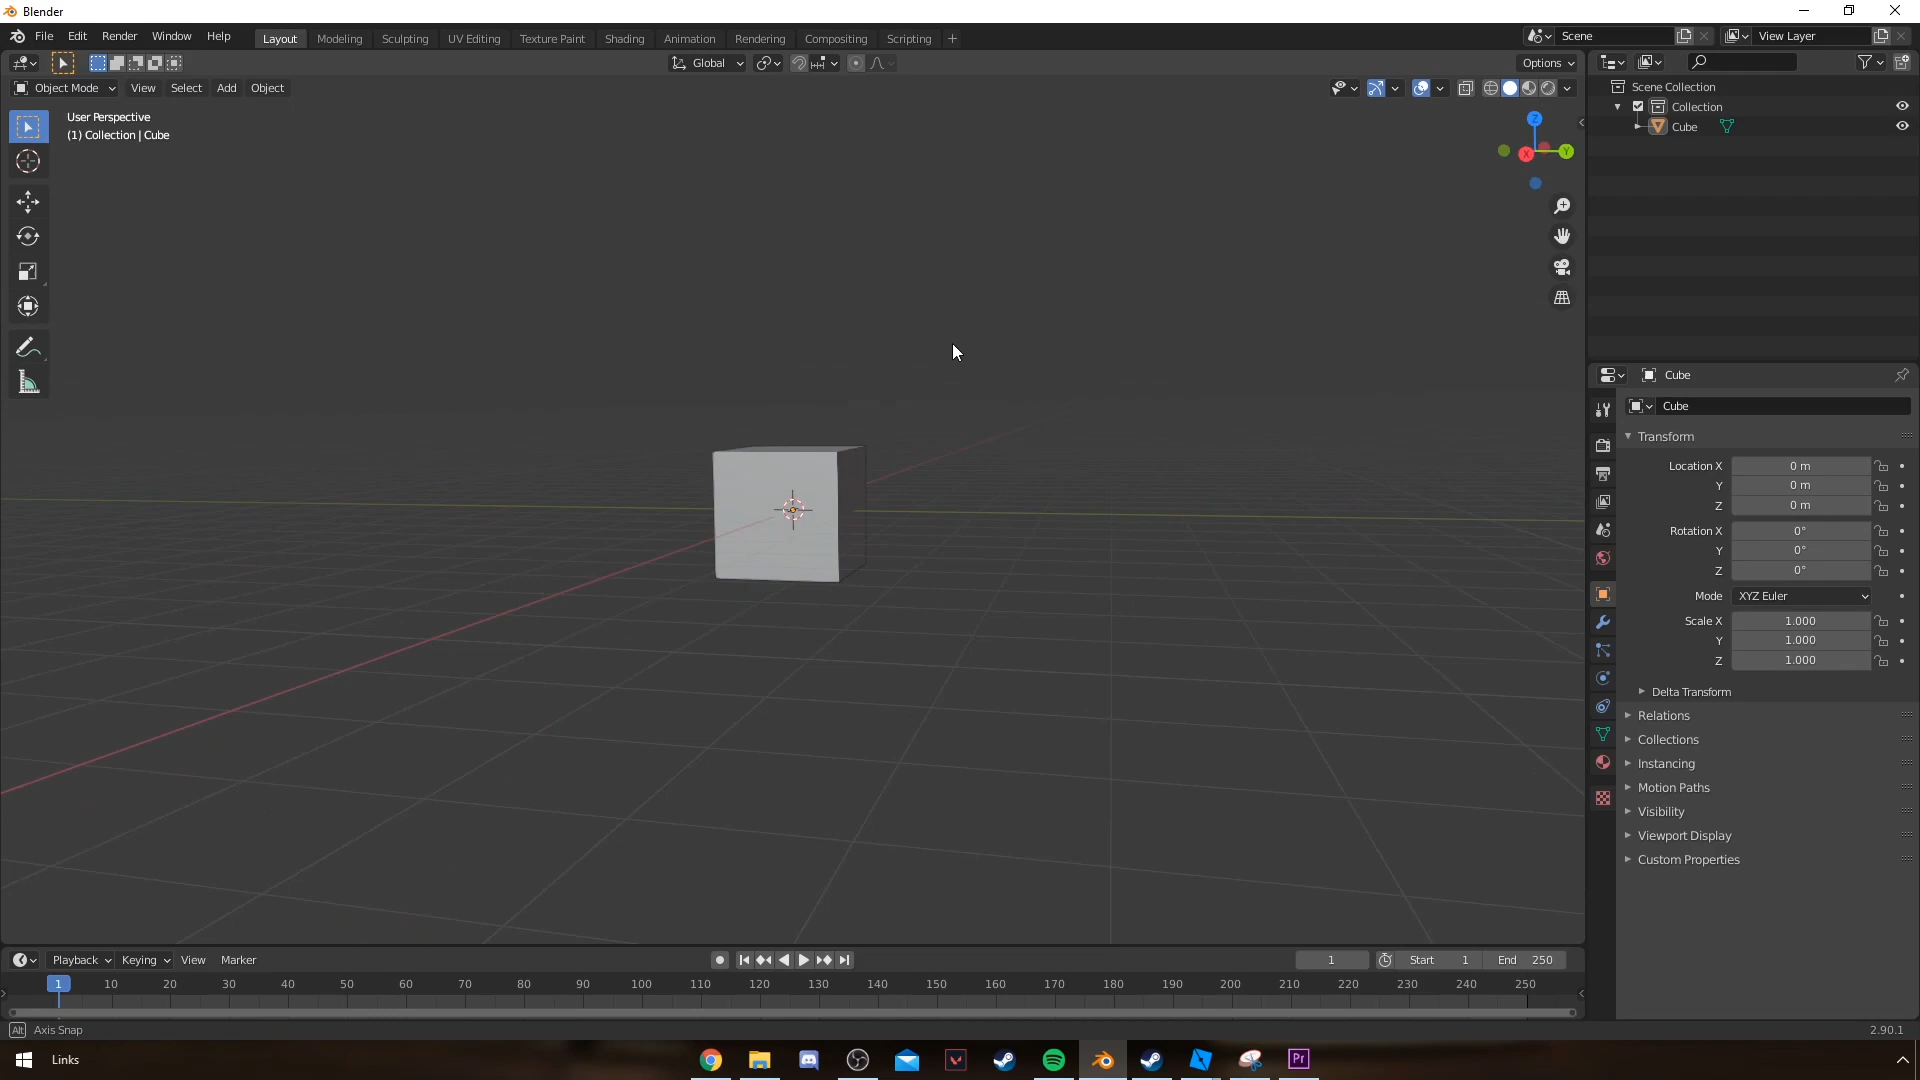 Blender
File Edit Render Window Help
Layout Modeling Sculpting UV Editing Texture Paint Shading Animation Rendering Compositing Scripting +
Scene
View Layer
Global
Options
Object Mode View Select Add Object
User Perspective
(1) Collection | Cube
Z
X
Y
Scene Collection
Collection
Cube
Cube
Cube
Transform
Location X 0 m
Y 0 m
Z 0 m
Rotation X 0°
Y 0°
Z 0°
Mode XYZ Euler
Scale X 1.000
Y 1.000
Z 1.000
Delta Transform
Relations
Collections
Instancing
Motion Paths
Visibility
Viewport Display
Custom Properties
Playback Keying View Marker
1 Start 1 End 250
1 10 20 30 40 50 60 70 80 90 100 110 120 130 140 150 160 170 180 190 200 210 220 230 240 250
Alt Axis Snap
2.90.1
Links
Pr